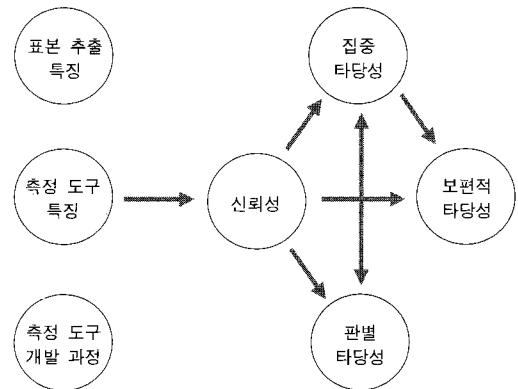 표본 추출
특징
집중
타당성
측정 도구
특징
신뢰성
보편적
타당성
측정 도구
개발 과정
판별
타당성